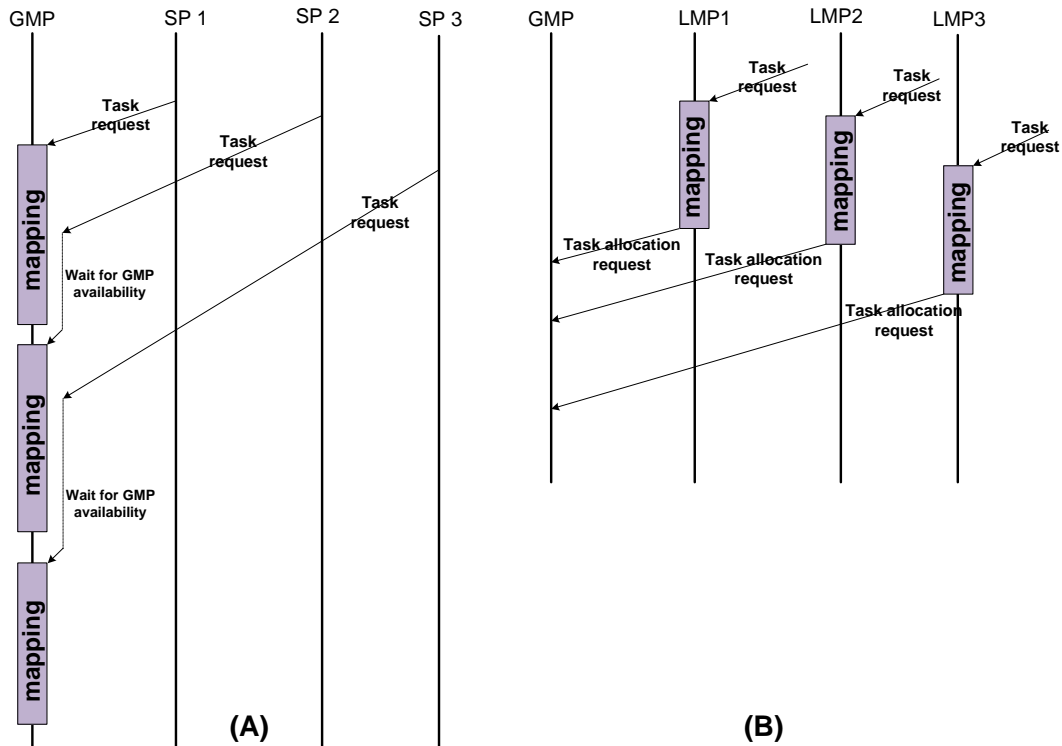 GMP
SP 1
SP 2
SP 3
Task
request
Task
request
Task
request
mapping
Wait for GMP
availability
mapping
Wait for GMP
availability
mapping
(A)
GMP
LMP1
LMP2
LMP3
Task
request
Task
request
Task
request
mapping
mapping
mapping
Task allocation
request
Task allocation
request
Task allocation
request
(B)